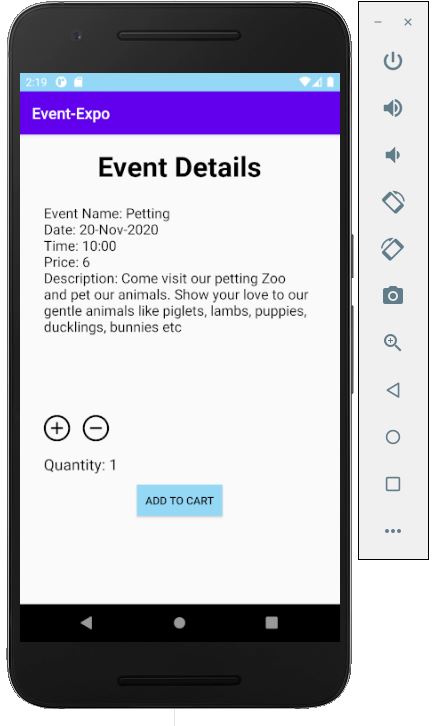 2:19
Event-Expo
Event Details
Event Name: Petting
Date: 20-Nov-2020
Time: 10:00
Price: 6
Description: Come visit our petting Zoo
and pet our animals. Show your love to our
gentle animals like piglets, lambs, puppies,
ducklings, bunnies etc
Quantity: 1
ADD TO CART